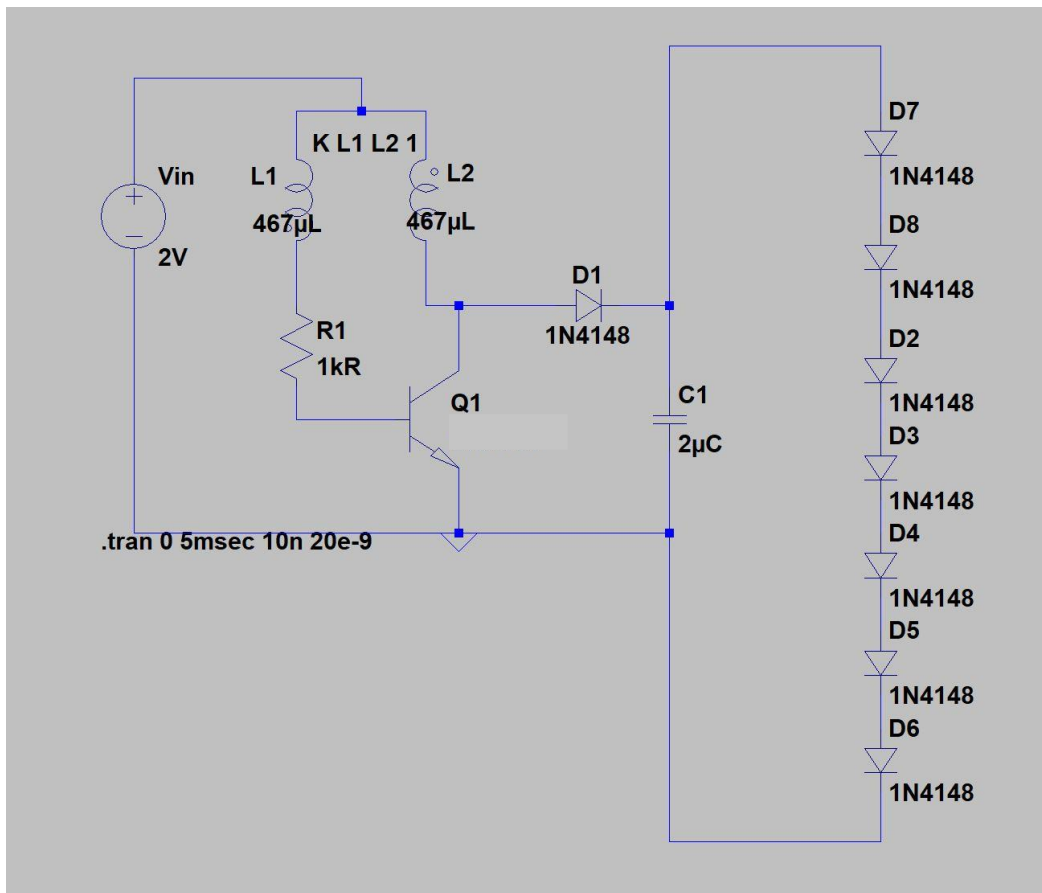 K L1 L2 1
Vin
2V
L1
467µL
L2
467µL
R1
1kR
Q1
D1
1N4148
C1
2µC
.tran 0 5msec 10n 20e-9
D7
1N4148
D8
1N4148
D2
1N4148
D3
1N4148
D4
1N4148
D5
1N4148
D6
1N4148